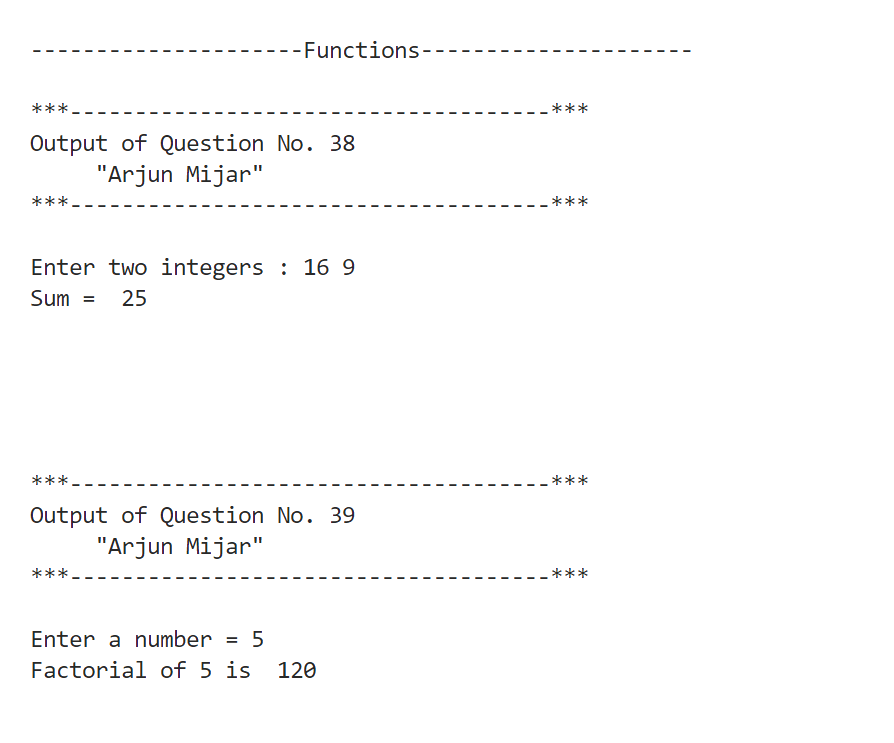 ---------------------Functions---------------------
***-------------------------------------***
Output of Question No. 38
     "Arjun Mijar"
***-------------------------------------***
Enter two integers : 16 9
Sum =  25
***-------------------------------------***
Output of Question No. 39
     "Arjun Mijar"
***-------------------------------------***
Enter a number = 5
Factorial of 5 is  120